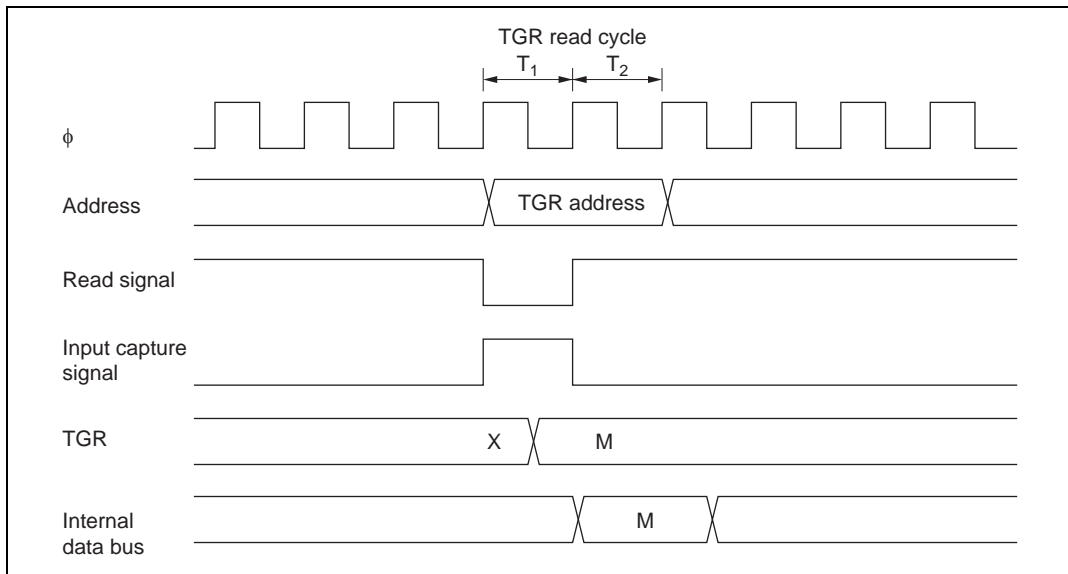 TGR read cycle
T1 T2
ϕ
Address
TGR address
Read signal
Input capture
signal
TGR
X M
Internal
data bus
M